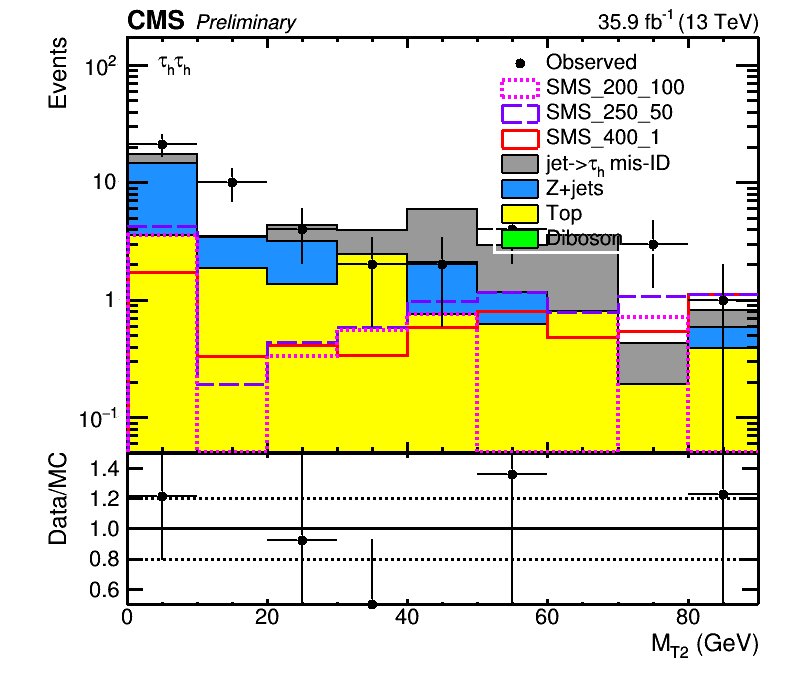 CMS Preliminary 35.9 fb⁻¹ (13 TeV)
Events
τhτh
Observed
SMS_200_100
SMS_250_50
SMS_400_1
jet->τh mis-ID
Z+jets
Top
Diboson
10²
10
1
10⁻¹
Data/MC
1.4
1.2
1.0
0.8
0.6
0 20 40 60 80
MT2 (GeV)